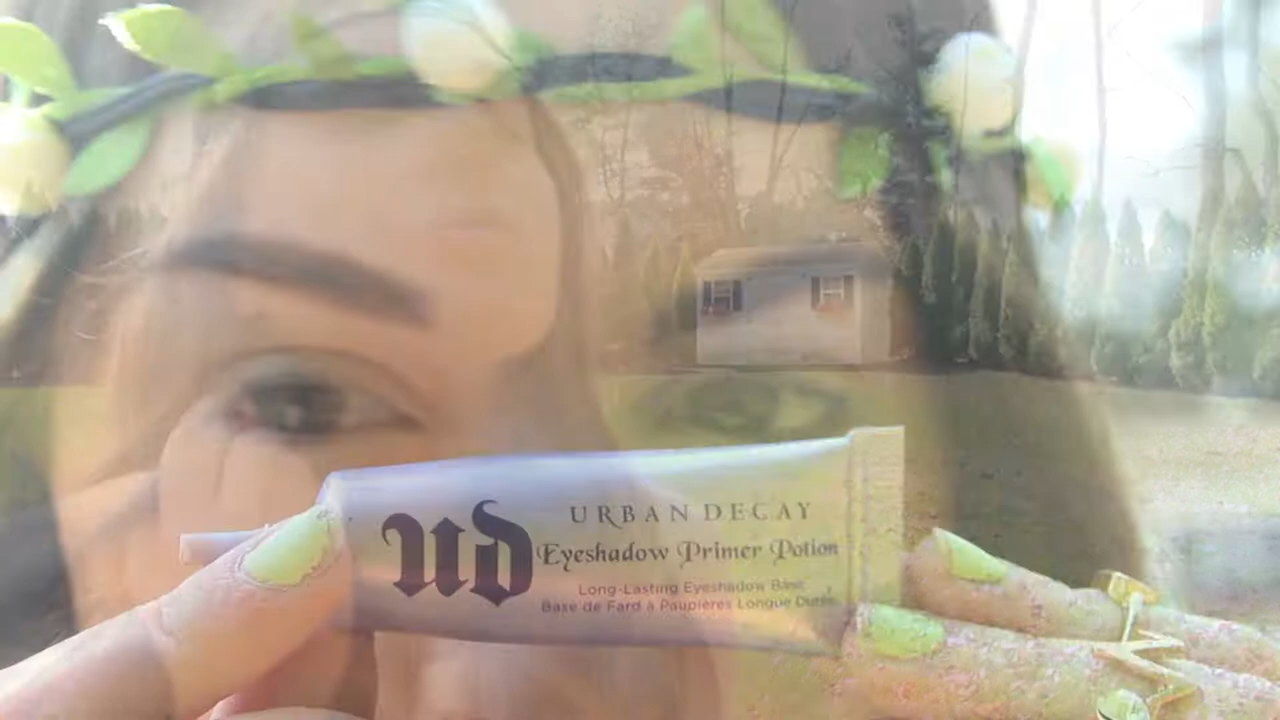 ud
URBAN DECAY
Eyeshadow Primer Potion
Long-Lasting Eyeshadow Base
Base de Fard à Paupières Longue Durée